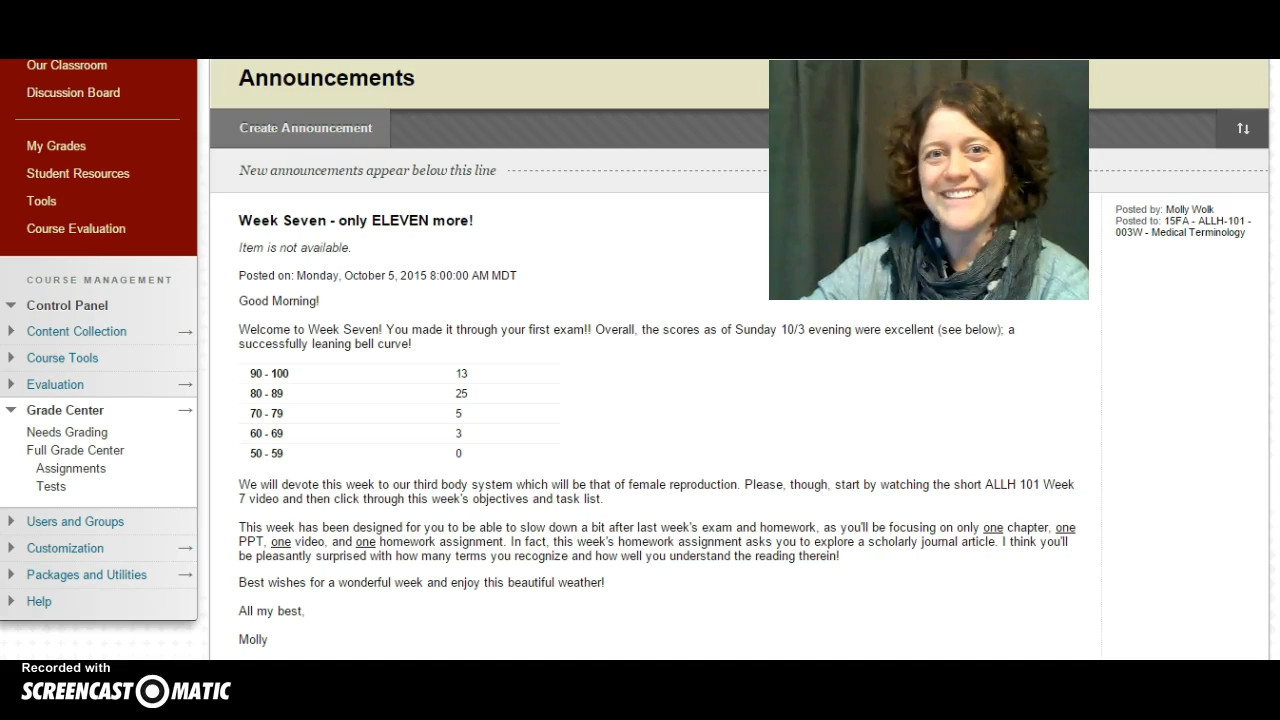 Our Classroom
Discussion Board
My Grades
Student Resources
Tools
Course Evaluation
COURSE MANAGEMENT
Control Panel
Content Collection
Course Tools
Evaluation
Grade Center
Needs Grading
Full Grade Center
Assignments
Tests
Users and Groups
Customization
Packages and Utilities
Help
Announcements
Create Announcement
New announcements appear below this line
Week Seven - only ELEVEN more!
Item is not available.
Posted on: Monday, October 5, 2015 8:00:00 AM MDT
Good Morning!
Welcome to Week Seven! You made it through your first exam!! Overall, the scores as of Sunday 10/3 evening were excellent (see below); a
successfully leaning bell curve!
90 - 100 13
80 - 89 25
70 - 79 5
60 - 69 3
50 - 59 0
We will devote this week to our third body system which will be that of female reproduction. Please, though, start by watching the short ALLH 101 Week
7 video and then click through this week's objectives and task list.
This week has been designed for you to be able to slow down a bit after last week's exam and homework, as you'll be focusing on only one chapter, one
PPT, one video, and one homework assignment. In fact, this week's homework assignment asks you to explore a scholarly journal article. I think you'll
be pleasantly surprised with how many terms you recognize and how well you understand the reading therein!
Best wishes for a wonderful week and enjoy this beautiful weather!
All my best,
Molly
Posted by: Molly Wolk
Posted to: 15FA - ALLH-101 -
003W - Medical Terminology
Recorded with
SCREENCAST MATIC